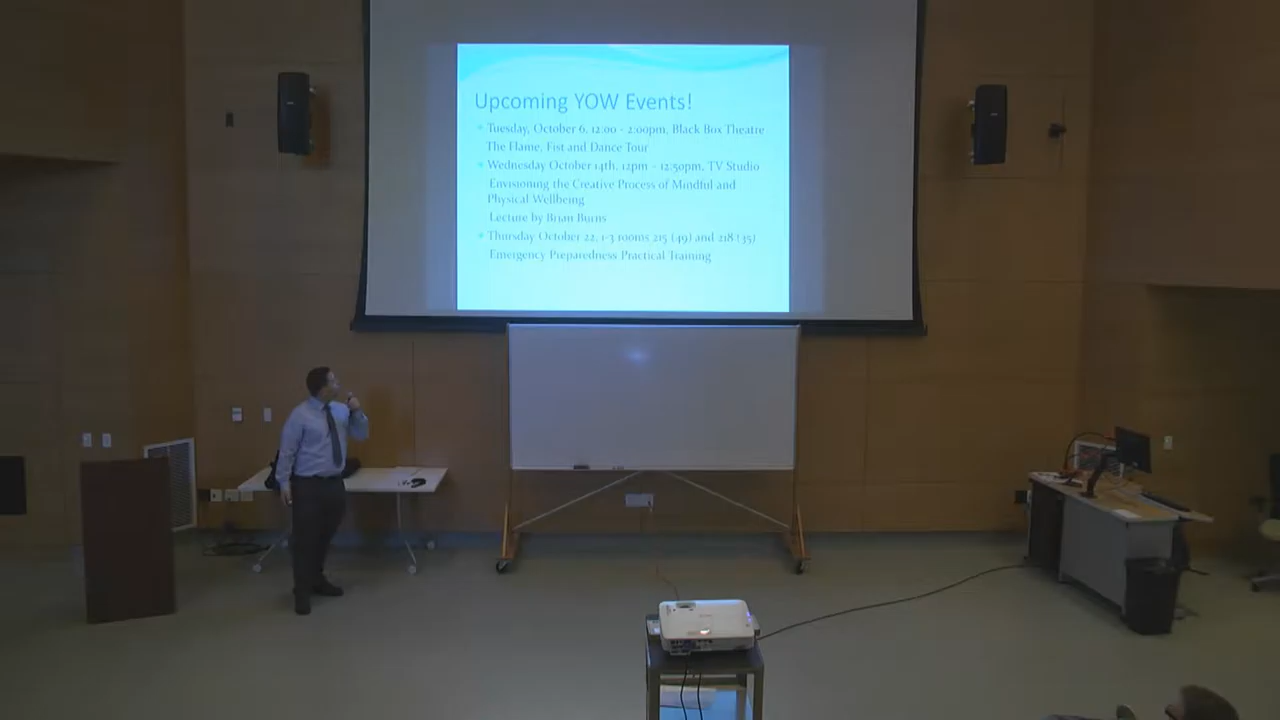 Upcoming YOW Events!
Tuesday, October 6, 12:00 - 2:00pm, Black Box Theatre
The Flame, Fist and Dance Tour
Wednesday October 14th, 12pm - 12.50pm, TV Studio
Envisioning the Creative Process of Mindful and
Physical Wellbeing
Lecture by Brian Burns
Thursday October 22, 1-3 rooms 215 (49) and 218 (35)
Emergency Preparedness Practical Training